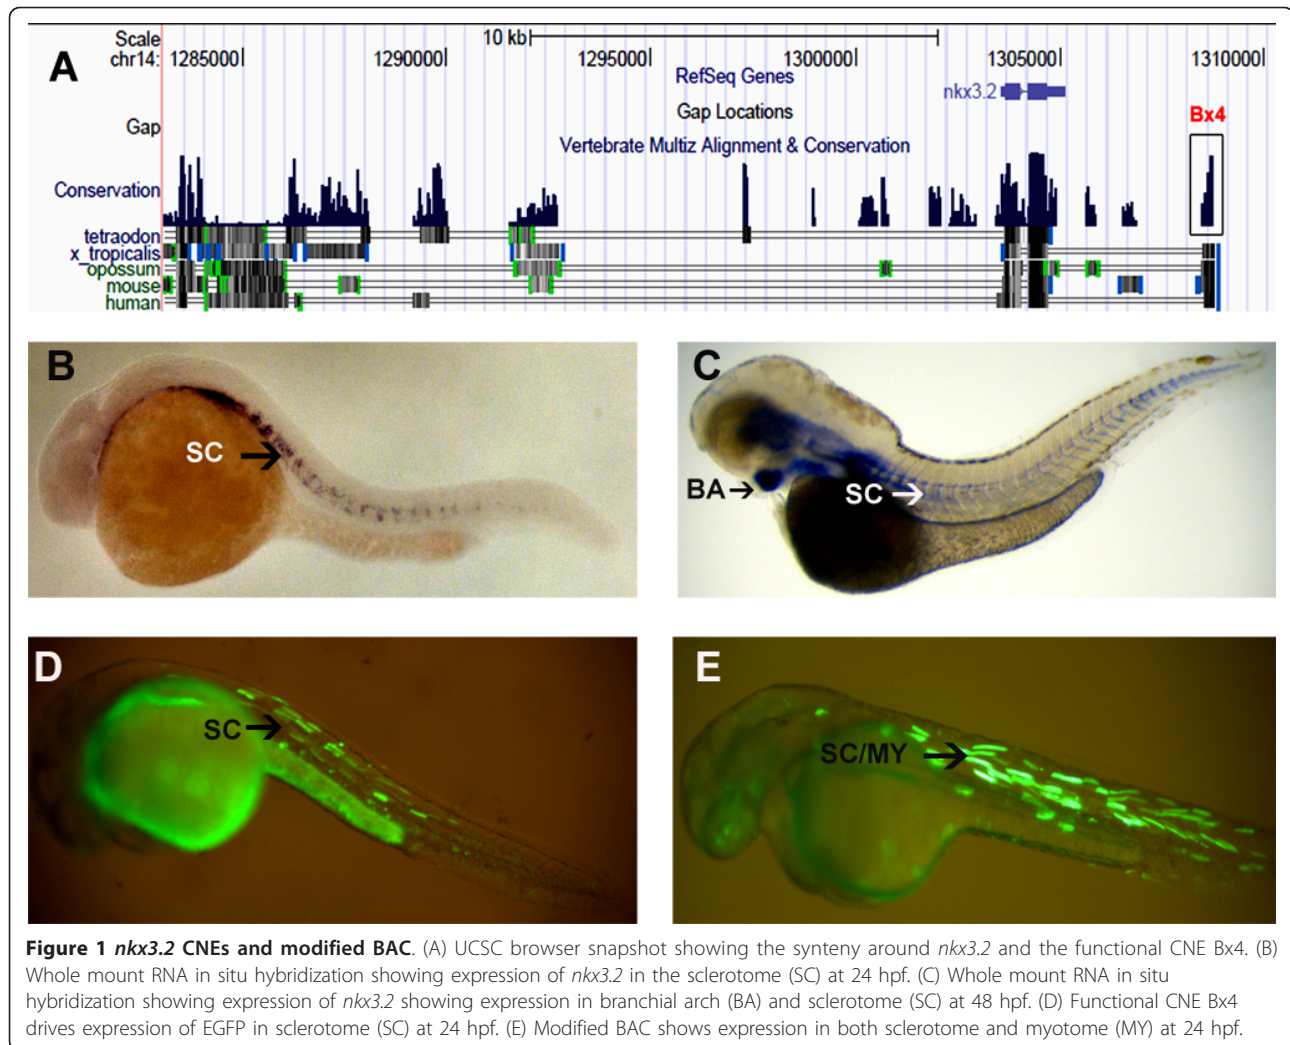 Scale
10 kb
chr14:
1285000
1290000
1295000
1300000
1305000
1310000
A
RefSeq Genes
nkx3.2
Gap Locations
Gap
Bx4
Vertebrate Multiz Alignment & Conservation
Conservation
tetraodon
x_tropicalis
opossum
mouse
human
B
SC
C
BA
SC
D
SC
E
SC/MY
Figure 1 nkx3.2 CNEs and modified BAC. (A) UCSC browser snapshot showing the synteny around nkx3.2 and the functional CNE Bx4. (B)
Whole mount RNA in situ hybridization showing expression of nkx3.2 in the sclerotome (SC) at 24 hpf. (C) Whole mount RNA in situ
hybridization showing expression of nkx3.2 showing expression in branchial arch (BA) and sclerotome (SC) at 48 hpf. (D) Functional CNE Bx4
drives expression of EGFP in sclerotome (SC) at 24 hpf. (E) Modified BAC shows expression in both sclerotome and myotome (MY) at 24 hpf.